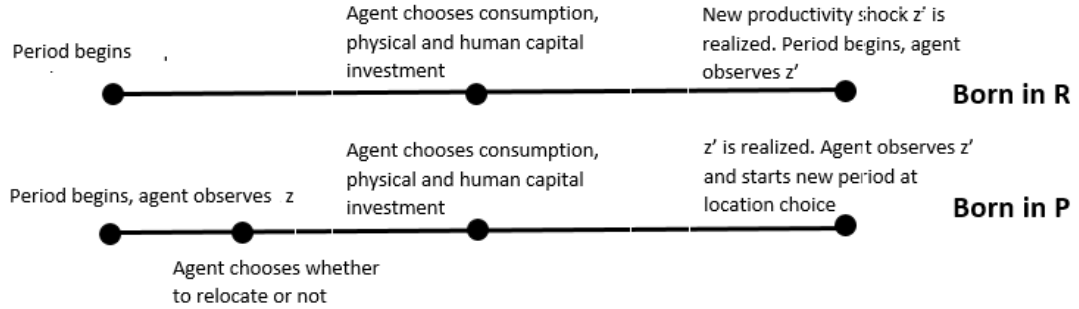 Period begins
Agent chooses consumption,
physical and human capital
investment
New productivity shock z' is
realized. Period begins, agent
observes z'
Born in R
Period begins, agent observes z
Agent chooses whether
to relocate or not
Agent chooses consumption,
physical and human capital
investment
z' is realized. Agent observes z'
and starts new period at
location choice
Born in P